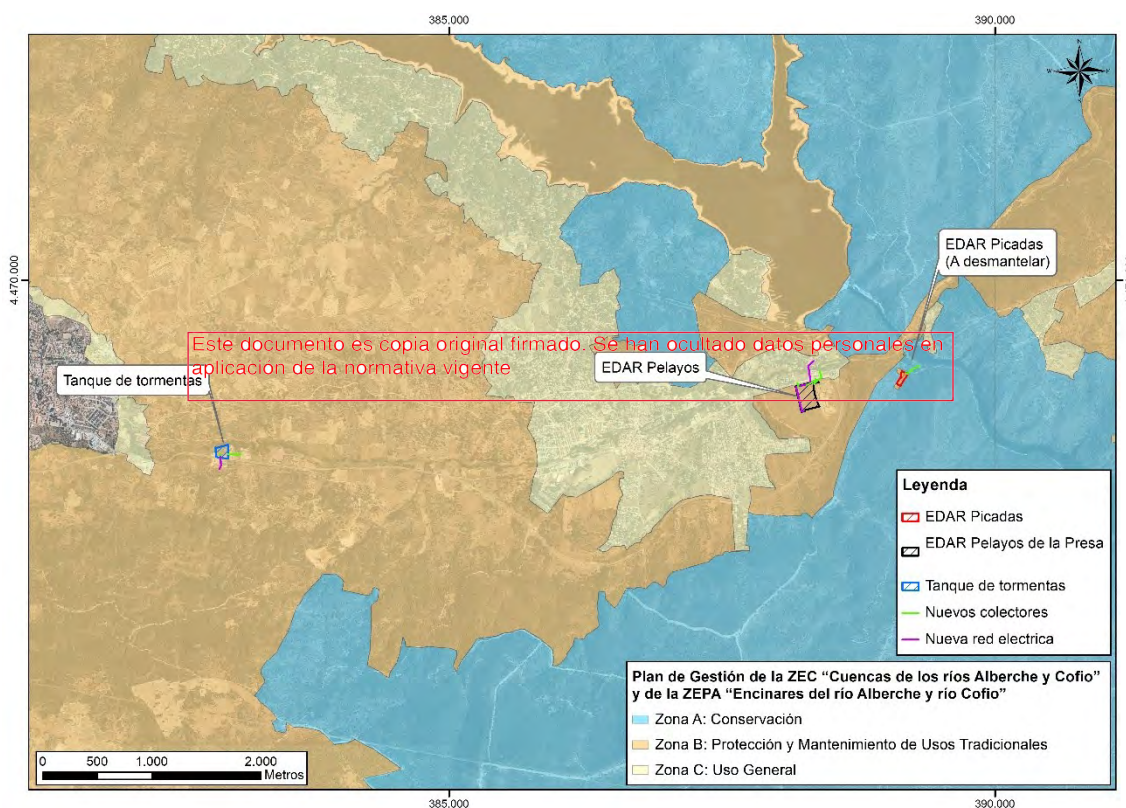 385.000
390.000
N
W
4.470.000
EDAR Picadas
(A desmantelar)
Este documento es copia original firmado. Se han ocultado datos personales en
aplicación de la normativa vigente
EDAR Pelayos
Tanque de tormentas
Leyenda
EDAR Picadas
EDAR Pelayos de la Presa
Tanque de tormentas
Nuevos colectores
Nueva red electrica
Plan de Gestión de la ZEC “Cuencas de los ríos Alberche y Cofio”
y de la ZEPA “Encinares del río Alberche y río Cofio”
Zona A: Conservación
Zona B: Protección y Mantenimiento de Usos Tradicionales
Zona C: Uso General
0 500 1.000 2.000
Metros
385.000
390.000